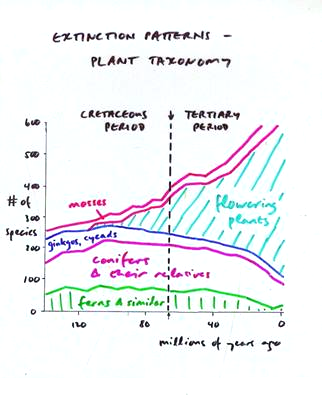 EXTINCTION PATTERNS -
PLANT TAXONOMY
CRETACEOUS PERIOD
TERTIARY PERIOD
600
500
400
300
200
100
0
# of species
mosses
flowering plants
ginkgos, cycads
conifers & their relatives
ferns & similar
120
80
40
0
millions of years ago